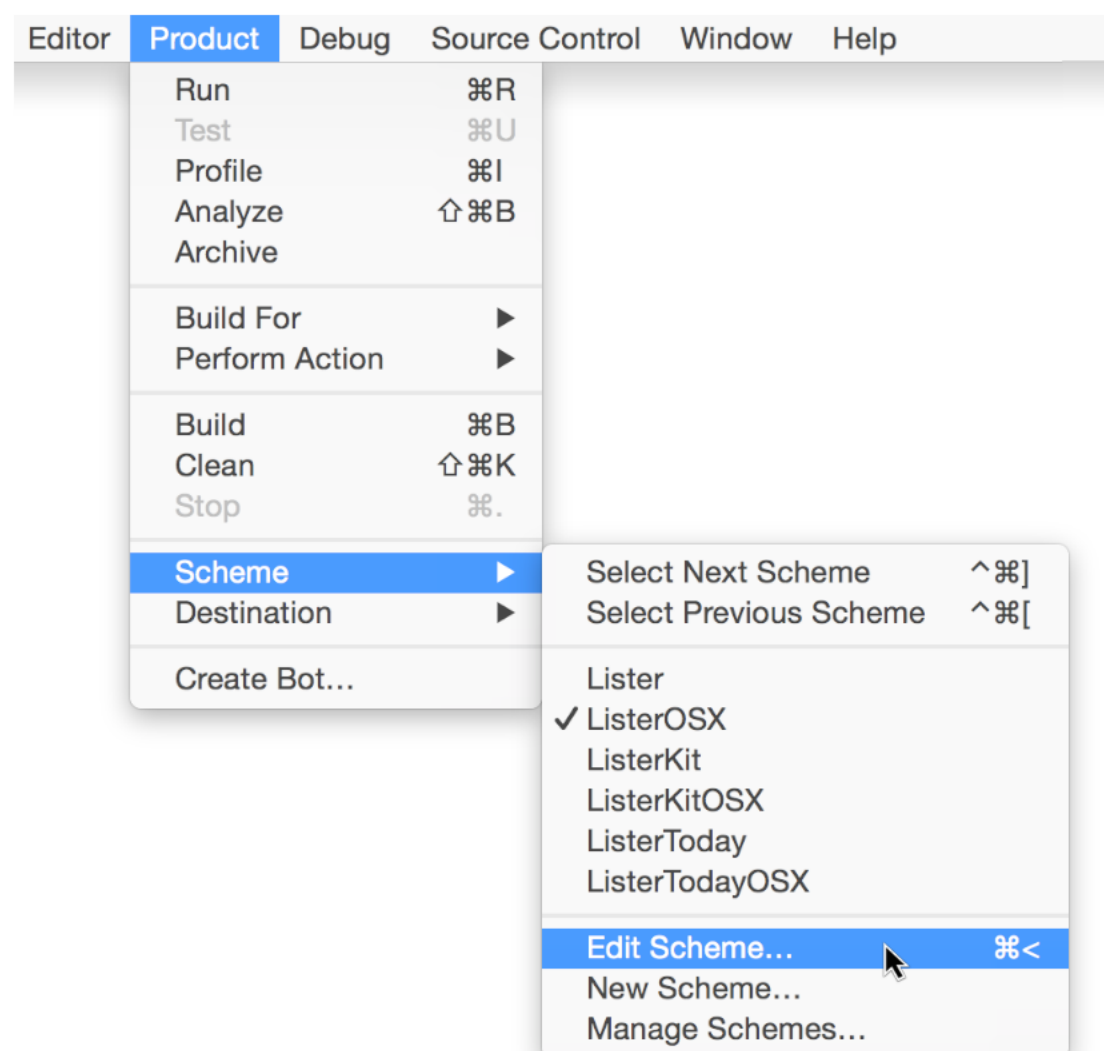 Editor Product Debug Source Control Window Help
Run ⌘R
Test ⌘U
Profile ⌘I
Analyze ⇧⌘B
Archive
Build For ▶
Perform Action ▶
Build ⌘B
Clean ⇧⌘K
Stop ⌘.
Scheme ▶
Destination ▶
Create Bot...
Select Next Scheme ^⌘]
Select Previous Scheme ^⌘[
Lister
✓ ListerOSX
ListerKit
ListerKitOSX
ListerToday
ListerTodayOSX
Edit Scheme... ⌘<
New Scheme...
Manage Schemes...